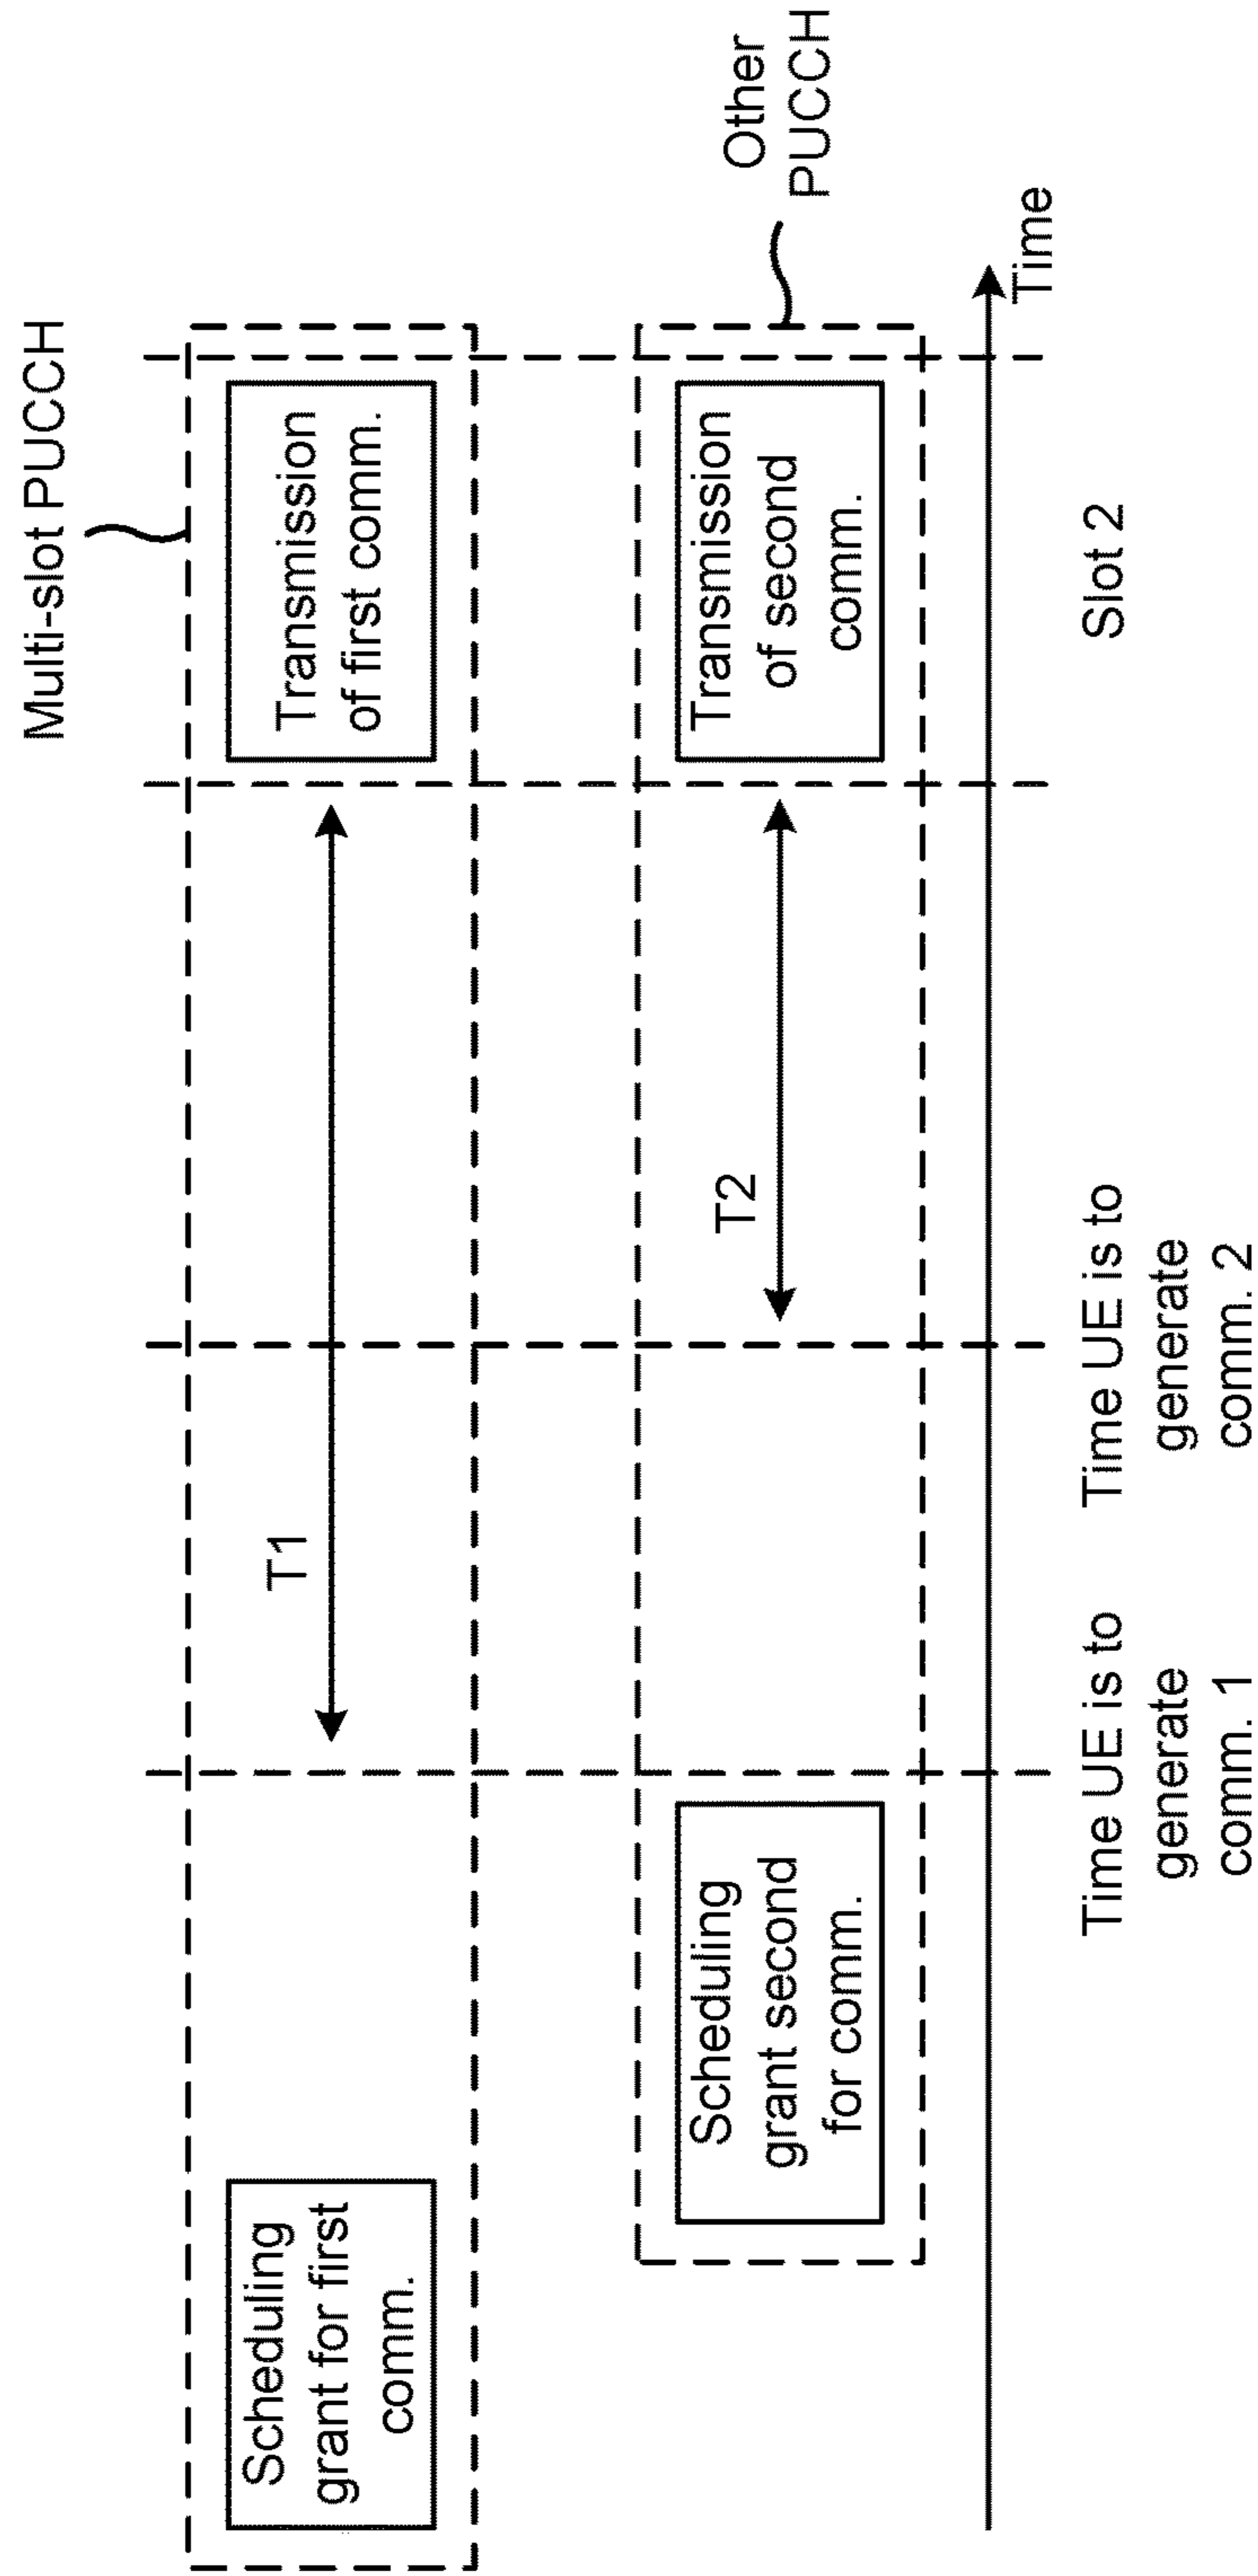 Multi-slot PUCCH
Scheduling
grant for first
comm.
T1
Transmission
of first comm.
Scheduling
grant second
for comm.
T2
Transmission
of second
comm.
Other
PUCCH
Time
Time UE is to
generate
comm. 1
Time UE is to
generate
comm. 2
Slot 2